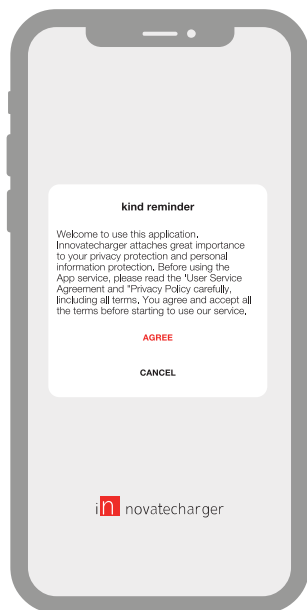 kind reminder
Welcome to use this application.
Innovatecharger attaches great importance
to your privacy protection and personal
information protection. Before using the
App service, please read the 'User Service
Agreement and "Privacy Policy carefully,
lincluding all terms. You agree and accept all
the terms before starting to use our service.
AGREE
CANCEL
in novatecharger